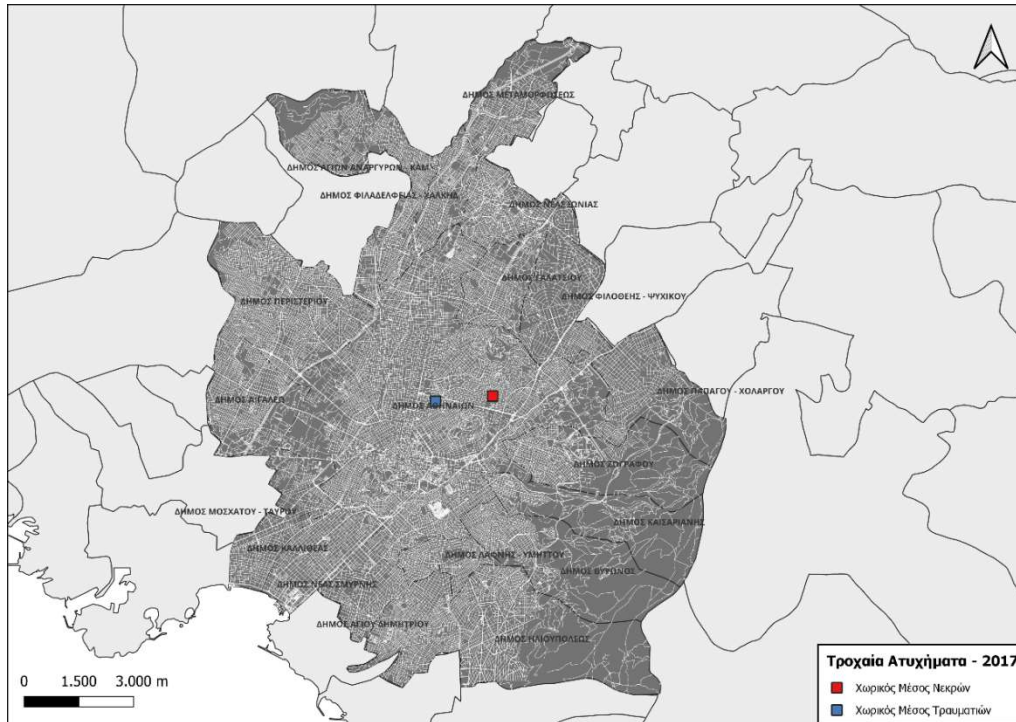 ΔΗΜΟΣ ΜΕΤΑΜΟΡΦΩΣΕΩΣ
ΔΗΜΟΣ ΑΓΙΩΝ ΑΝΑΡΓΥΡΩΝ - ΚΑΜ.
ΔΗΜΟΣ ΦΙΛΑΔΕΛΦΕΙΑΣ - ΧΑΛΚΗΔ.
ΔΗΜΟΣ ΝΕΑΣ ΙΩΝΙΑΣ
ΔΗΜΟΣ ΓΑΛΑΤΣΙΟΥ
ΔΗΜΟΣ ΦΙΛΟΘΕΗΣ - ΨΥΧΙΚΟΥ
ΔΗΜΟΣ ΠΕΡΙΣΤΕΡΙΟΥ
ΔΗΜΟΣ ΠΑΠΑΓΟΥ - ΧΟΛΑΡΓΟΥ
ΔΗΜΟΣ ΑΙΓΑΛΕΩ
ΔΗΜΟΣ ΑΘΗΝΑΙΩΝ
ΔΗΜΟΣ ΖΩΓΡΑΦΟΥ
ΔΗΜΟΣ ΜΟΣΧΑΤΟΥ - ΤΑΥΡΟΥ
ΔΗΜΟΣ ΚΑΙΣΑΡΙΑΝΗΣ
ΔΗΜΟΣ ΚΑΛΛΙΘΕΑΣ
ΔΗΜΟΣ ΔΑΦΝΗΣ - ΥΜΗΤΤΟΥ
ΔΗΜΟΣ ΒΥΡΩΝΟΣ
ΔΗΜΟΣ ΝΕΑΣ ΣΜΥΡΝΗΣ
ΔΗΜΟΣ ΑΓΙΟΥ ΔΗΜΗΤΡΙΟΥ
ΔΗΜΟΣ ΗΛΙΟΥΠΟΛΕΩΣ
0 1.500 3.000 m
Τροχαία Ατυχήματα - 2017
Χωρικός Μέσος Νεκρών
Χωρικός Μέσος Τραυματιών